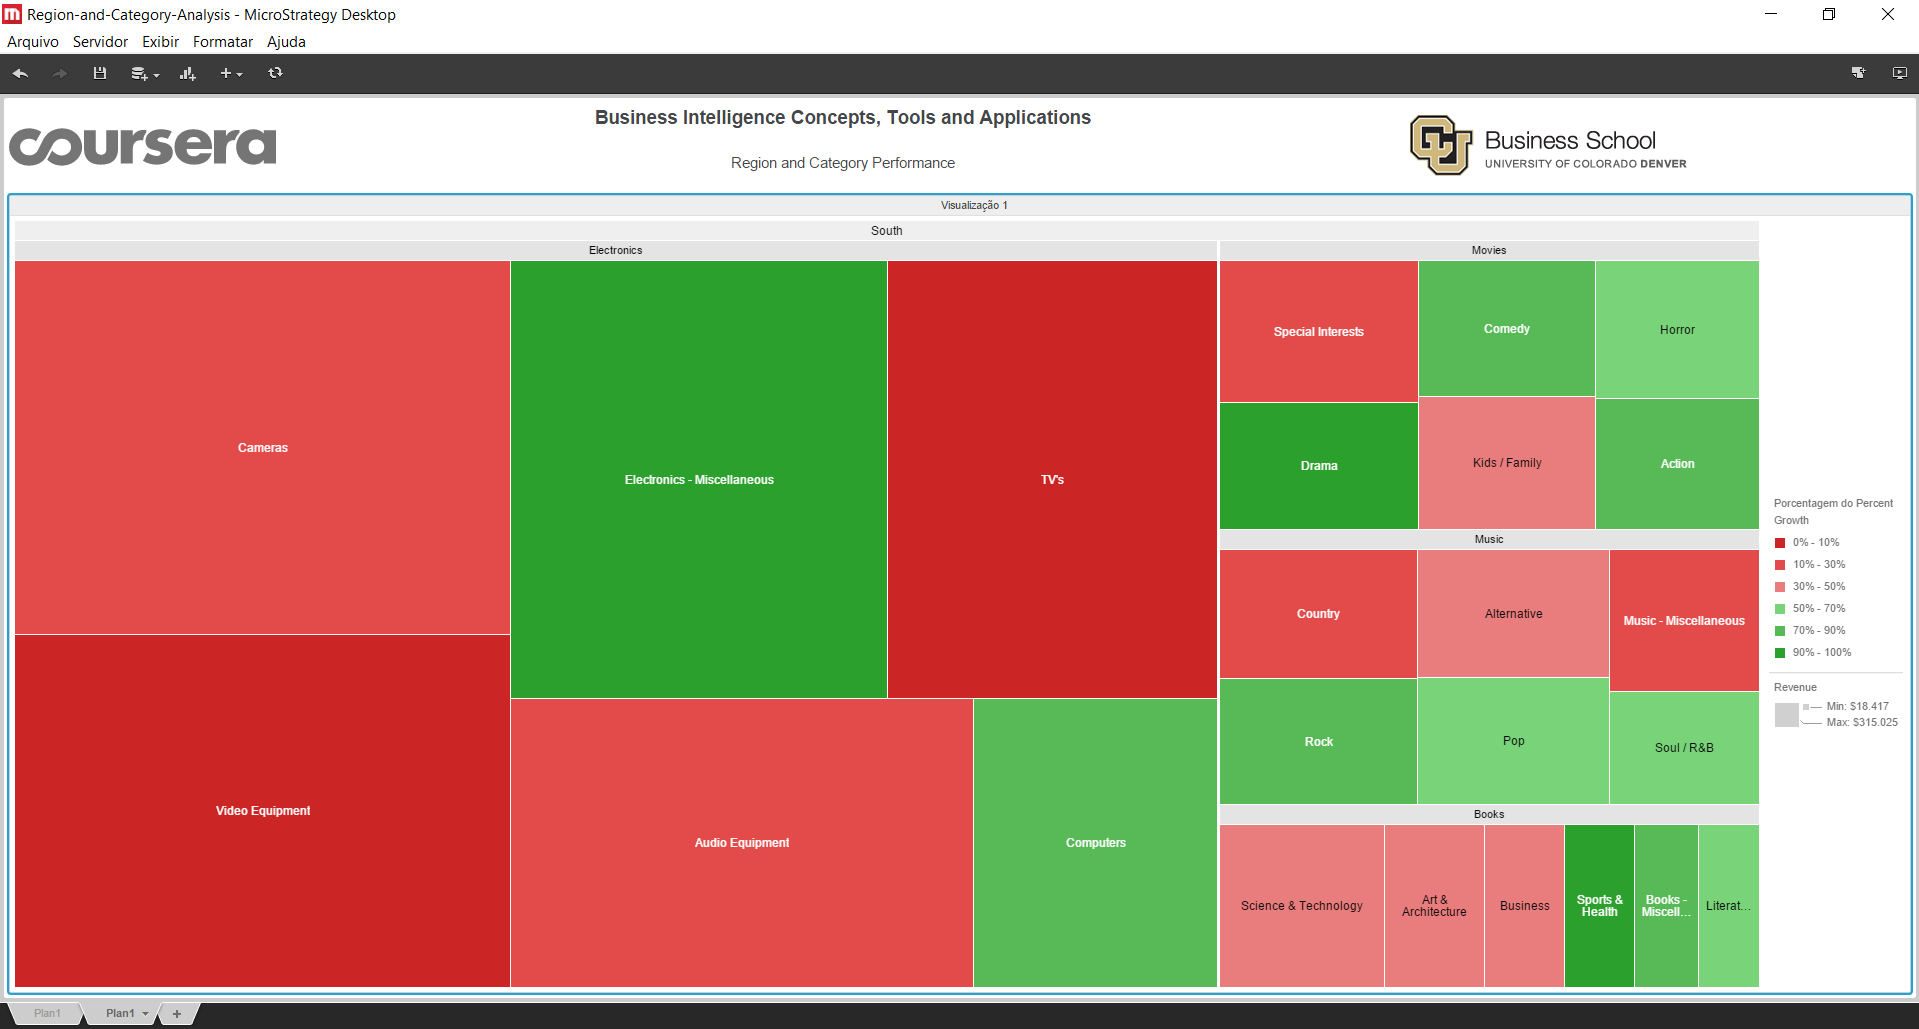 Region-and-Category-Analysis - MicroStrategy Desktop
Arquivo Servidor Exibir Formatar Ajuda
coursera
Business Intelligence Concepts, Tools and Applications
Region and Category Performance
CU
Business School
UNIVERSITY OF COLORADO DENVER
Visualização 1
South
Electronics
Cameras
Electronics - Miscellaneous
TV's
Video Equipment
Audio Equipment
Computers
Movies
Special Interests
Comedy
Horror
Drama
Kids / Family
Action
Music
Country
Alternative
Music - Miscellaneous
Rock
Pop
Soul / R&B
Books
Science & Technology
Art &
Architecture
Business
Sports &
Health
Books -
Miscell...
Literat...
Porcentagem do Percent
Growth
0% - 10%
10% - 30%
30% - 50%
50% - 70%
70% - 90%
90% - 100%
Revenue
Min: $18.417
Max: $315.025
Plan1
Plan1